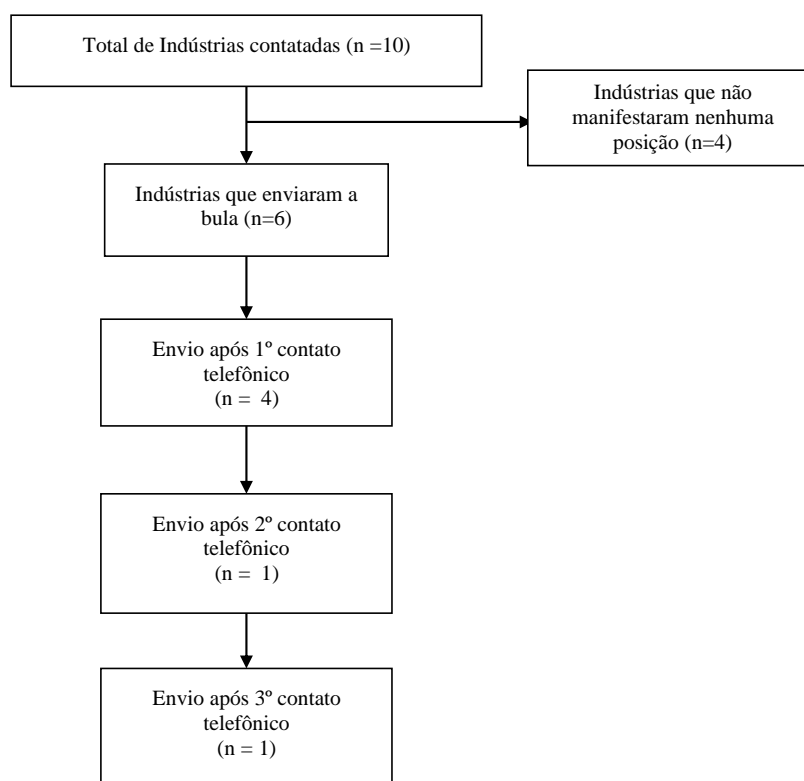 Total de Indústrias contatadas (n =10)
Indústrias que não
manifestaram nenhuma
posição (n=4)
Indústrias que enviaram a
bula (n=6)
Envio após 1º contato
telefônico
(n = 4)
Envio após 2º contato
telefônico
(n = 1)
Envio após 3º contato
telefônico
(n = 1)